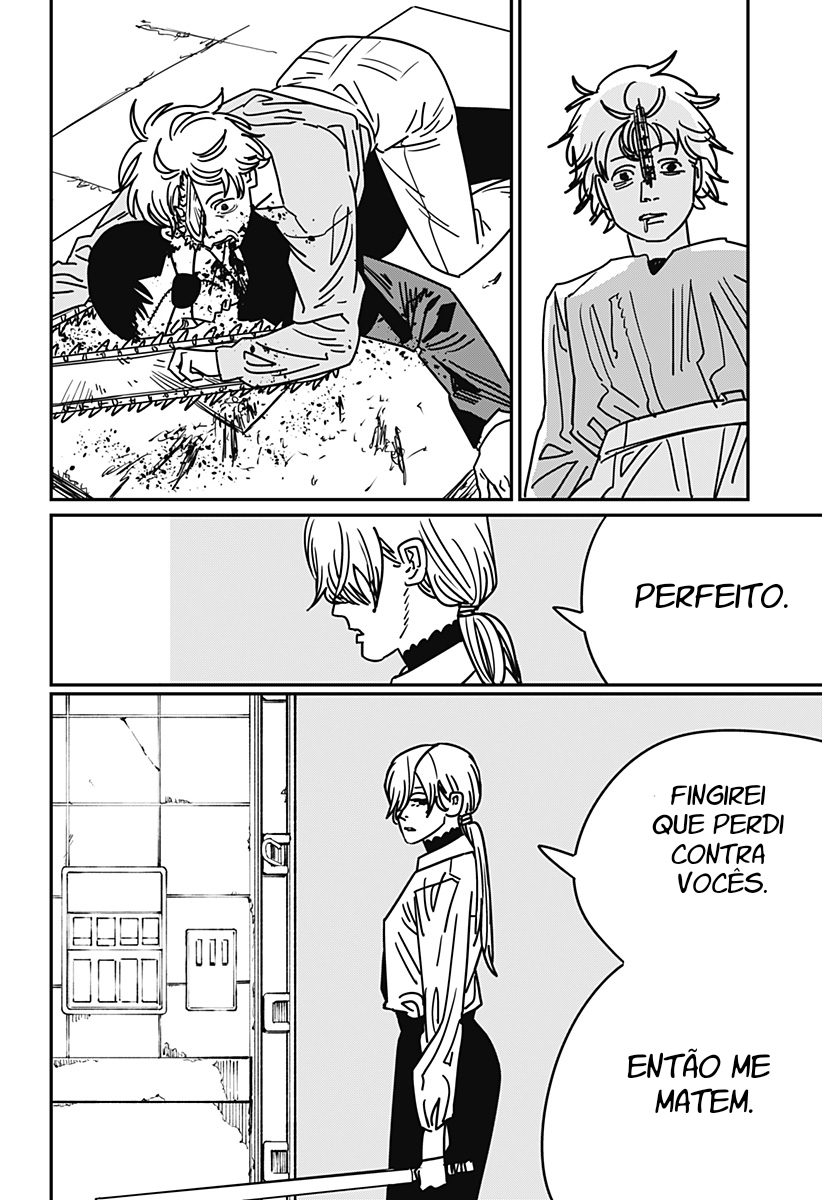 PERFEITO.
FINGIREI
QUE PERDI
CONTRA
VOCÊS.
ENTÃO ME
MATEM.